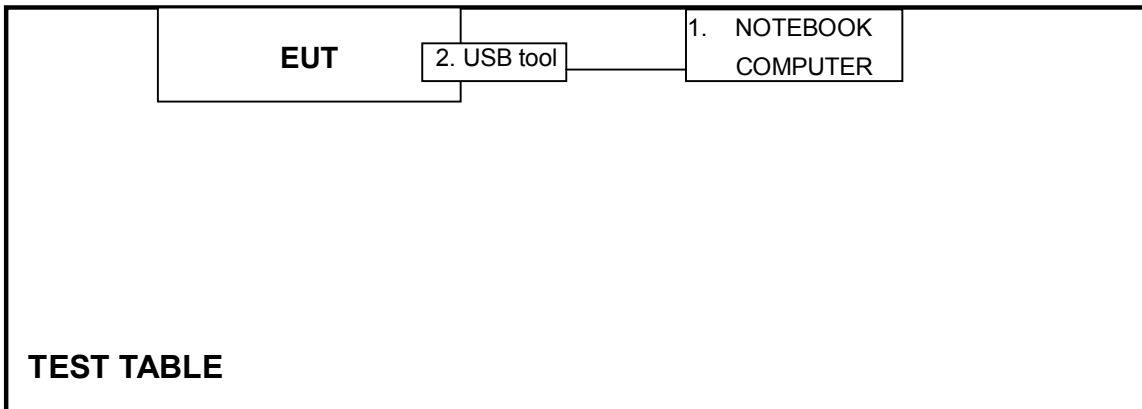 EUT
2. USB tool
1. NOTEBOOK
COMPUTER
TEST TABLE